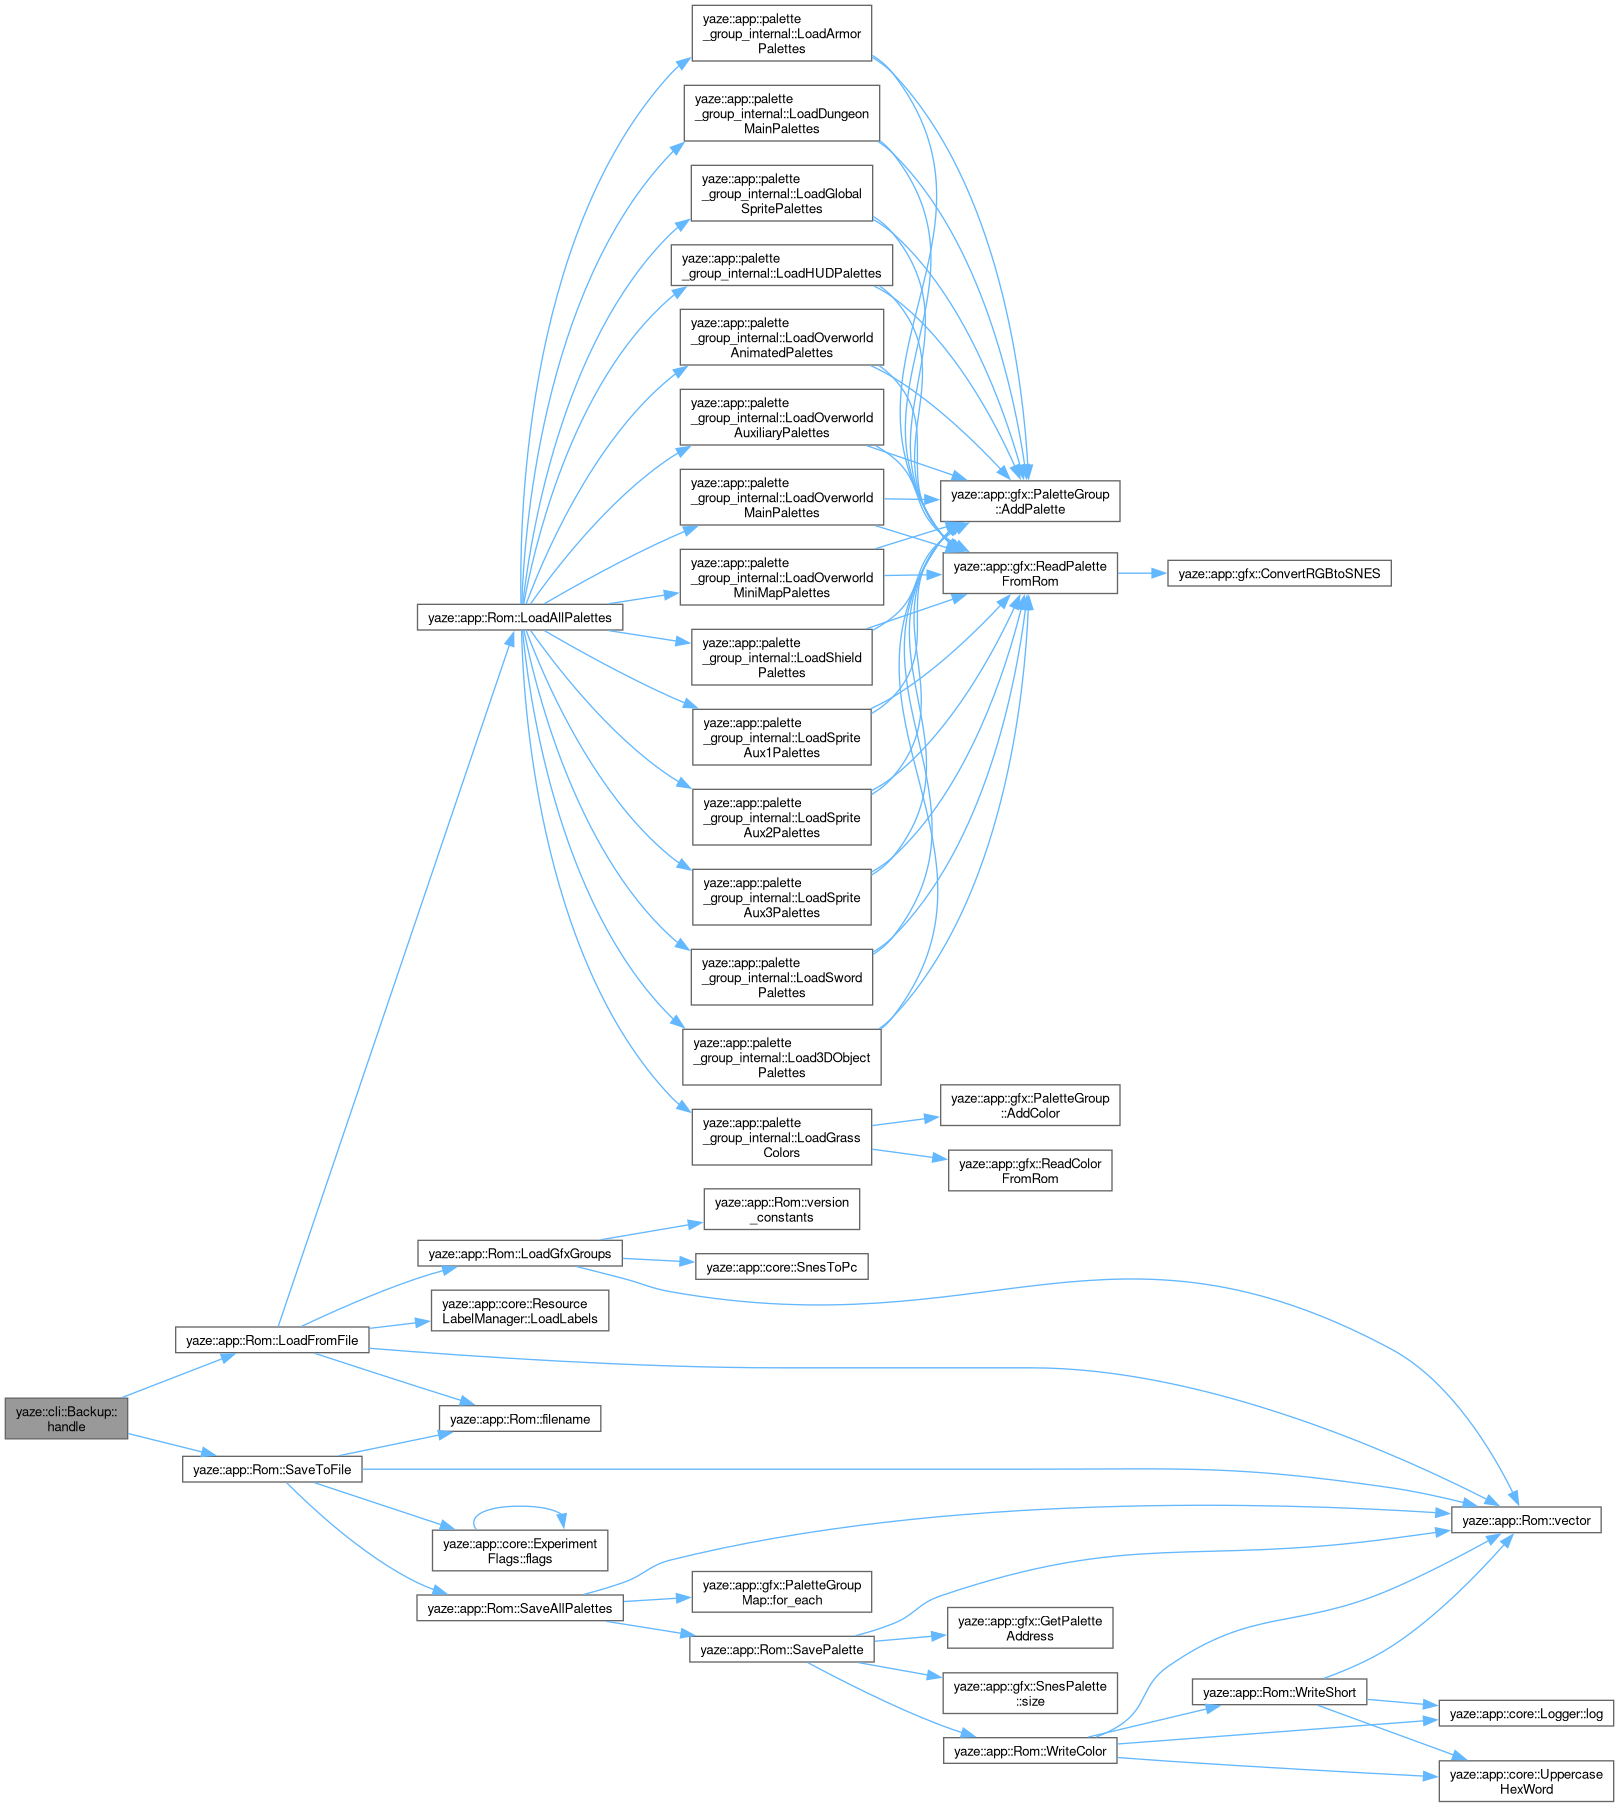 yaze::app::palette
_group_internal::LoadArmor
Palettes
yaze::app::palette
_group_internal::LoadDungeon
MainPalettes
yaze::app::palette
_group_internal::LoadGlobal
SpritePalettes
yaze::app::palette
_group_internal::LoadHUDPalettes
yaze::app::palette
_group_internal::LoadOverworld
AnimatedPalettes
yaze::app::palette
_group_internal::LoadOverworld
AuxiliaryPalettes
yaze::app::palette
_group_internal::LoadOverworld
MainPalettes
yaze::app::gfx::PaletteGroup
::AddPalette
yaze::app::palette
_group_internal::LoadOverworld
MiniMapPalettes
yaze::app::gfx::ReadPalette
FromRom
yaze::app::gfx::ConvertRGBtoSNES
yaze::app::Rom::LoadAllPalettes
yaze::app::palette
_group_internal::LoadShield
Palettes
yaze::app::palette
_group_internal::LoadSprite
Aux1Palettes
yaze::app::palette
_group_internal::LoadSprite
Aux2Palettes
yaze::app::palette
_group_internal::LoadSprite
Aux3Palettes
yaze::app::palette
_group_internal::LoadSword
Palettes
yaze::app::palette
_group_internal::Load3DObject
Palettes
yaze::app::palette
_group_internal::LoadGrass
Colors
yaze::app::gfx::PaletteGroup
::AddColor
yaze::app::gfx::ReadColor
FromRom
yaze::app::Rom::version
_constants
yaze::app::Rom::LoadGfxGroups
yaze::app::core::SnesToPc
yaze::app::core::Resource
LabelManager::LoadLabels
yaze::app::Rom::LoadFromFile
yaze::cli::Backup::
handle
yaze::app::Rom::filename
yaze::app::Rom::SaveToFile
yaze::app::Rom::vector
yaze::app::core::Experiment
Flags::flags
yaze::app::Rom::SaveAllPalettes
yaze::app::gfx::PaletteGroup
Map::for_each
yaze::app::Rom::SavePalette
yaze::app::gfx::GetPalette
Address
yaze::app::gfx::SnesPalette
::size
yaze::app::Rom::WriteShort
yaze::app::core::Logger::log
yaze::app::Rom::WriteColor
yaze::app::core::Uppercase
HexWord